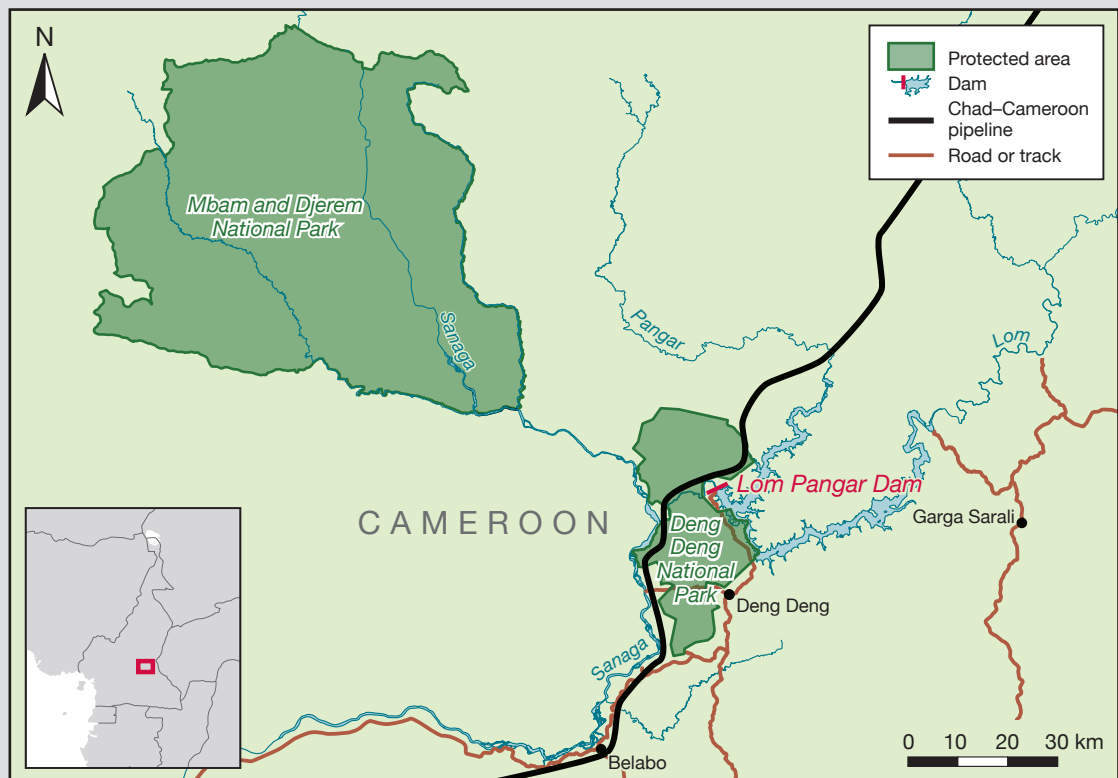 N
Protected area
Dam
Chad–Cameroon
pipeline
Road or track
Mbam and Djerem
National Park
Sanaga
Pangar
Lom
Lom Pangar Dam
CAMEROON
Garga Sarali
Deng
Deng
National
Park
Deng Deng
Sanaga
Belabo
0 10 20 30 km